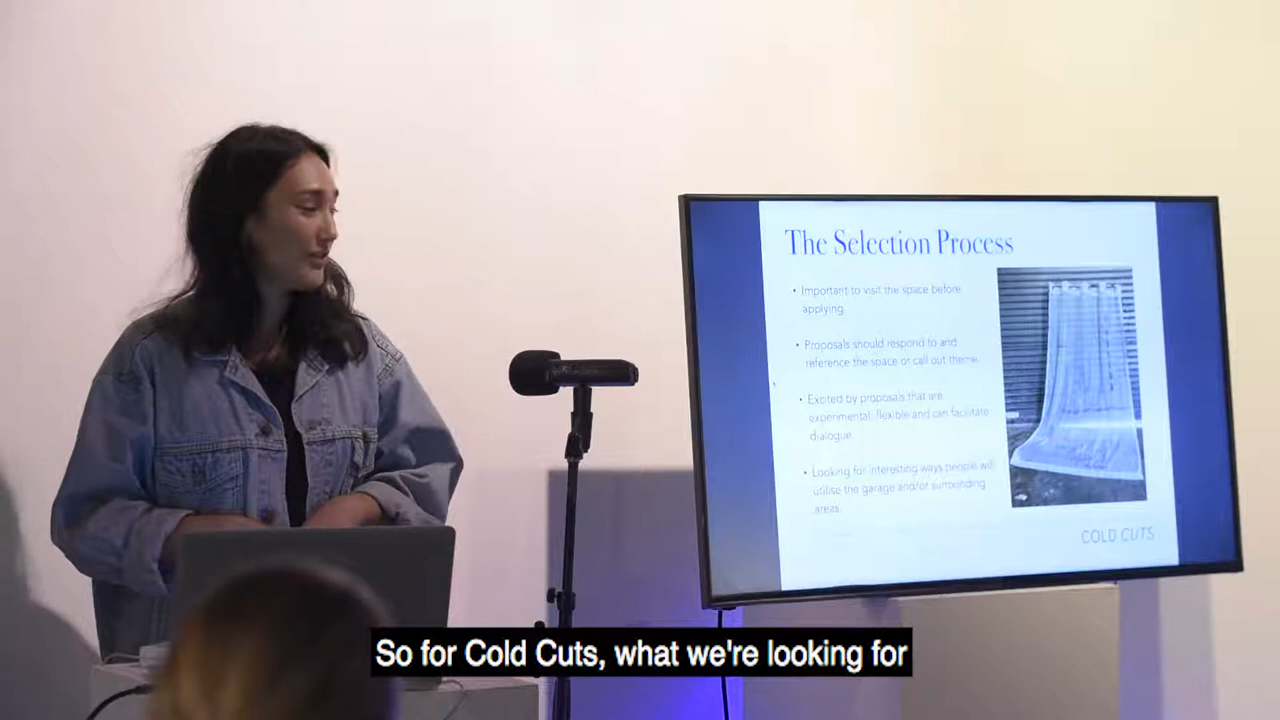 The Selection Process
• Important to visit the space before
applying.
• Proposals should respond to and
reference the space or call out theme.
• Excited by proposals that are
experimental, flexible and can facilitate
dialogue.
• Looking for interesting ways people will
utilise the garage and/or surrounding
areas.
COLD CUTS
So for Cold Cuts, what we're looking for